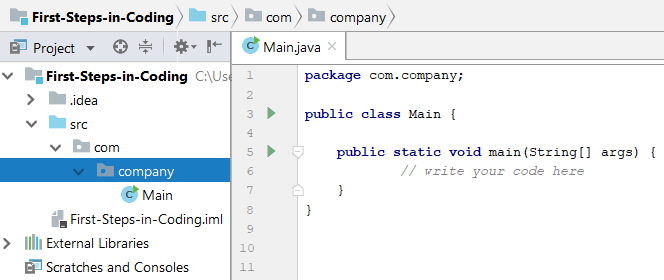 First-Steps-in-Coding src com company
Project Main.java
First-Steps-in-Coding C:\Use
.idea
src
com
company
Main
First-Steps-in-Coding.iml
External Libraries
Scratches and Consoles
1 package com.company;
2
3 public class Main {
4
5 public static void main(String[] args) {
6 // write your code here
7 }
8 }
9
10
11